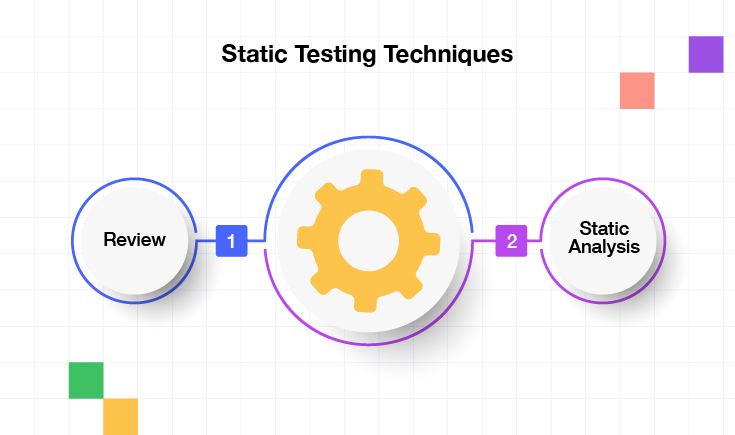 Static Testing Techniques
Review
1
2
Static
Analysis